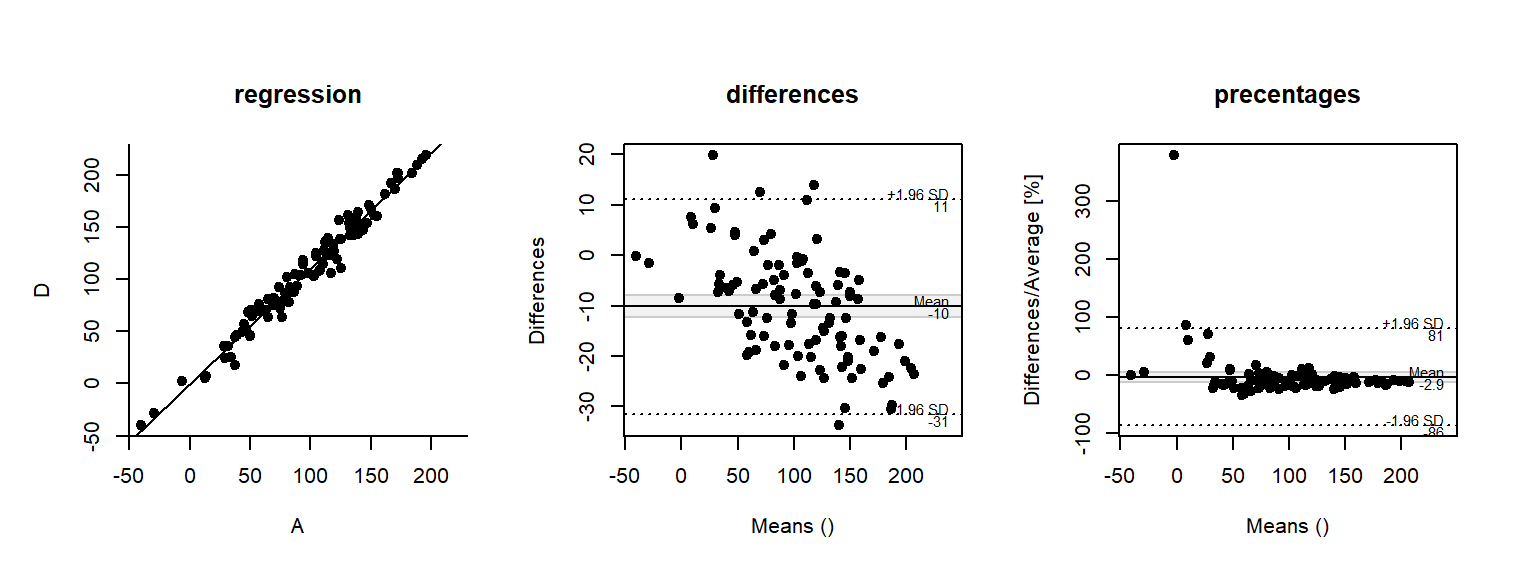 regression
D
-50
0
50
100
150
200
-50 0 50 100 150 200
A
differences
Differences
20
10
0
-10
-20
-30
+1.96 SD
11
Mean
-10
1.96 SD
-31
-50 0 50 100 150 200
Means ()
precentages
Differences/Average [%]
300
200
100
0
-100
+1.96 SD
81
Mean
-2.9
-1.96 SD
-86
-50 0 50 100 150 200
Means ()